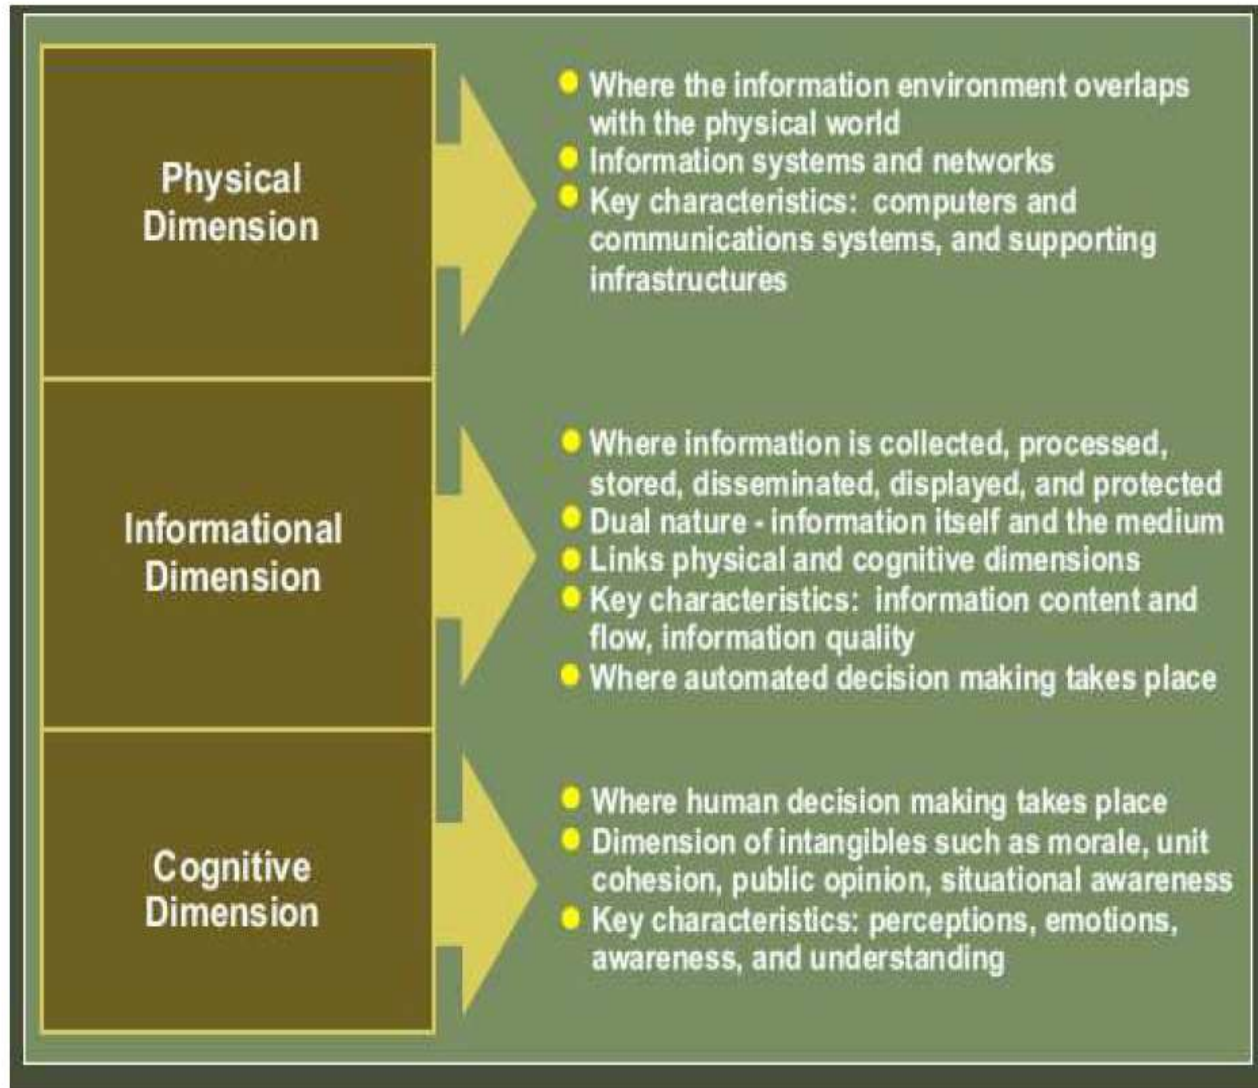 Physical
Dimension
● Where the information environment overlaps
with the physical world
● Information systems and networks
● Key characteristics:  computers and
communications systems, and supporting
infrastructures
Informational
Dimension
● Where information is collected, processed,
stored, disseminated, displayed, and protected
● Dual nature - information itself and the medium
● Links physical and cognitive dimensions
● Key characteristics:  information content and
flow, information quality
● Where automated decision making takes place
Cognitive
Dimension
● Where human decision making takes place
● Dimension of intangibles such as morale, unit
cohesion, public opinion, situational awareness
● Key characteristics: perceptions, emotions,
awareness, and understanding